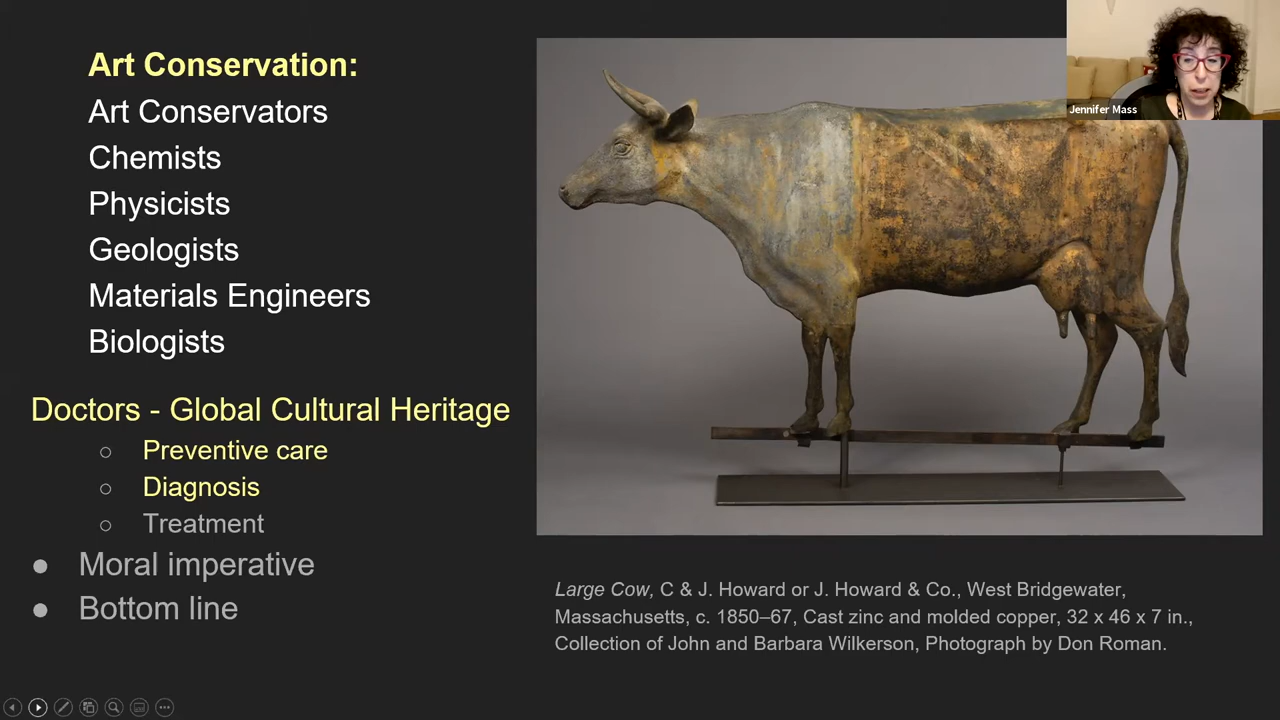 Art Conservation:
Art Conservators
Chemists
Physicists
Geologists
Materials Engineers
Biologists
Doctors - Global Cultural Heritage
○ Preventive care
○ Diagnosis
○ Treatment
● Moral imperative
● Bottom line
Jennifer Mass
Large Cow, C & J. Howard or J. Howard & Co., West Bridgewater,
Massachusetts, c. 1850–67, Cast zinc and molded copper, 32 x 46 x 7 in.,
Collection of John and Barbara Wilkerson, Photograph by Don Roman.